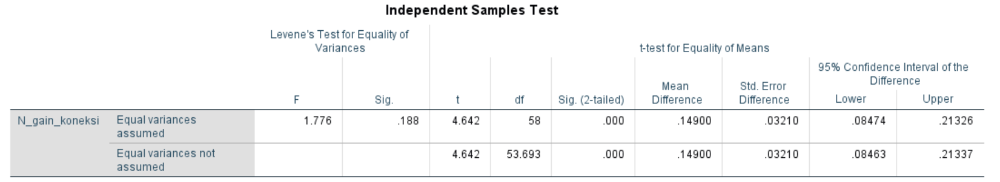 Independent Samples Test
Levene's Test for Equality of
Variances
t-test for Equality of Means
F
Sig.
t
df
Sig. (2-tailed)
Mean
Difference
Std. Error
Difference
95% Confidence Interval of the
Difference
Lower
Upper
N_gain_koneksi
Equal variances
assumed
1.776
.188
4.642
58
.000
.14900
.03210
.08474
.21326
Equal variances not
assumed
4.642
53.693
.000
.14900
.03210
.08463
.21337